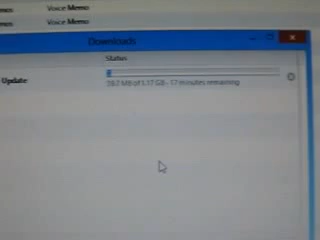 Voice Memo
Voice Memo
Downloads
Status
Update
MB of 1.17 GB - 17 minutes remaining